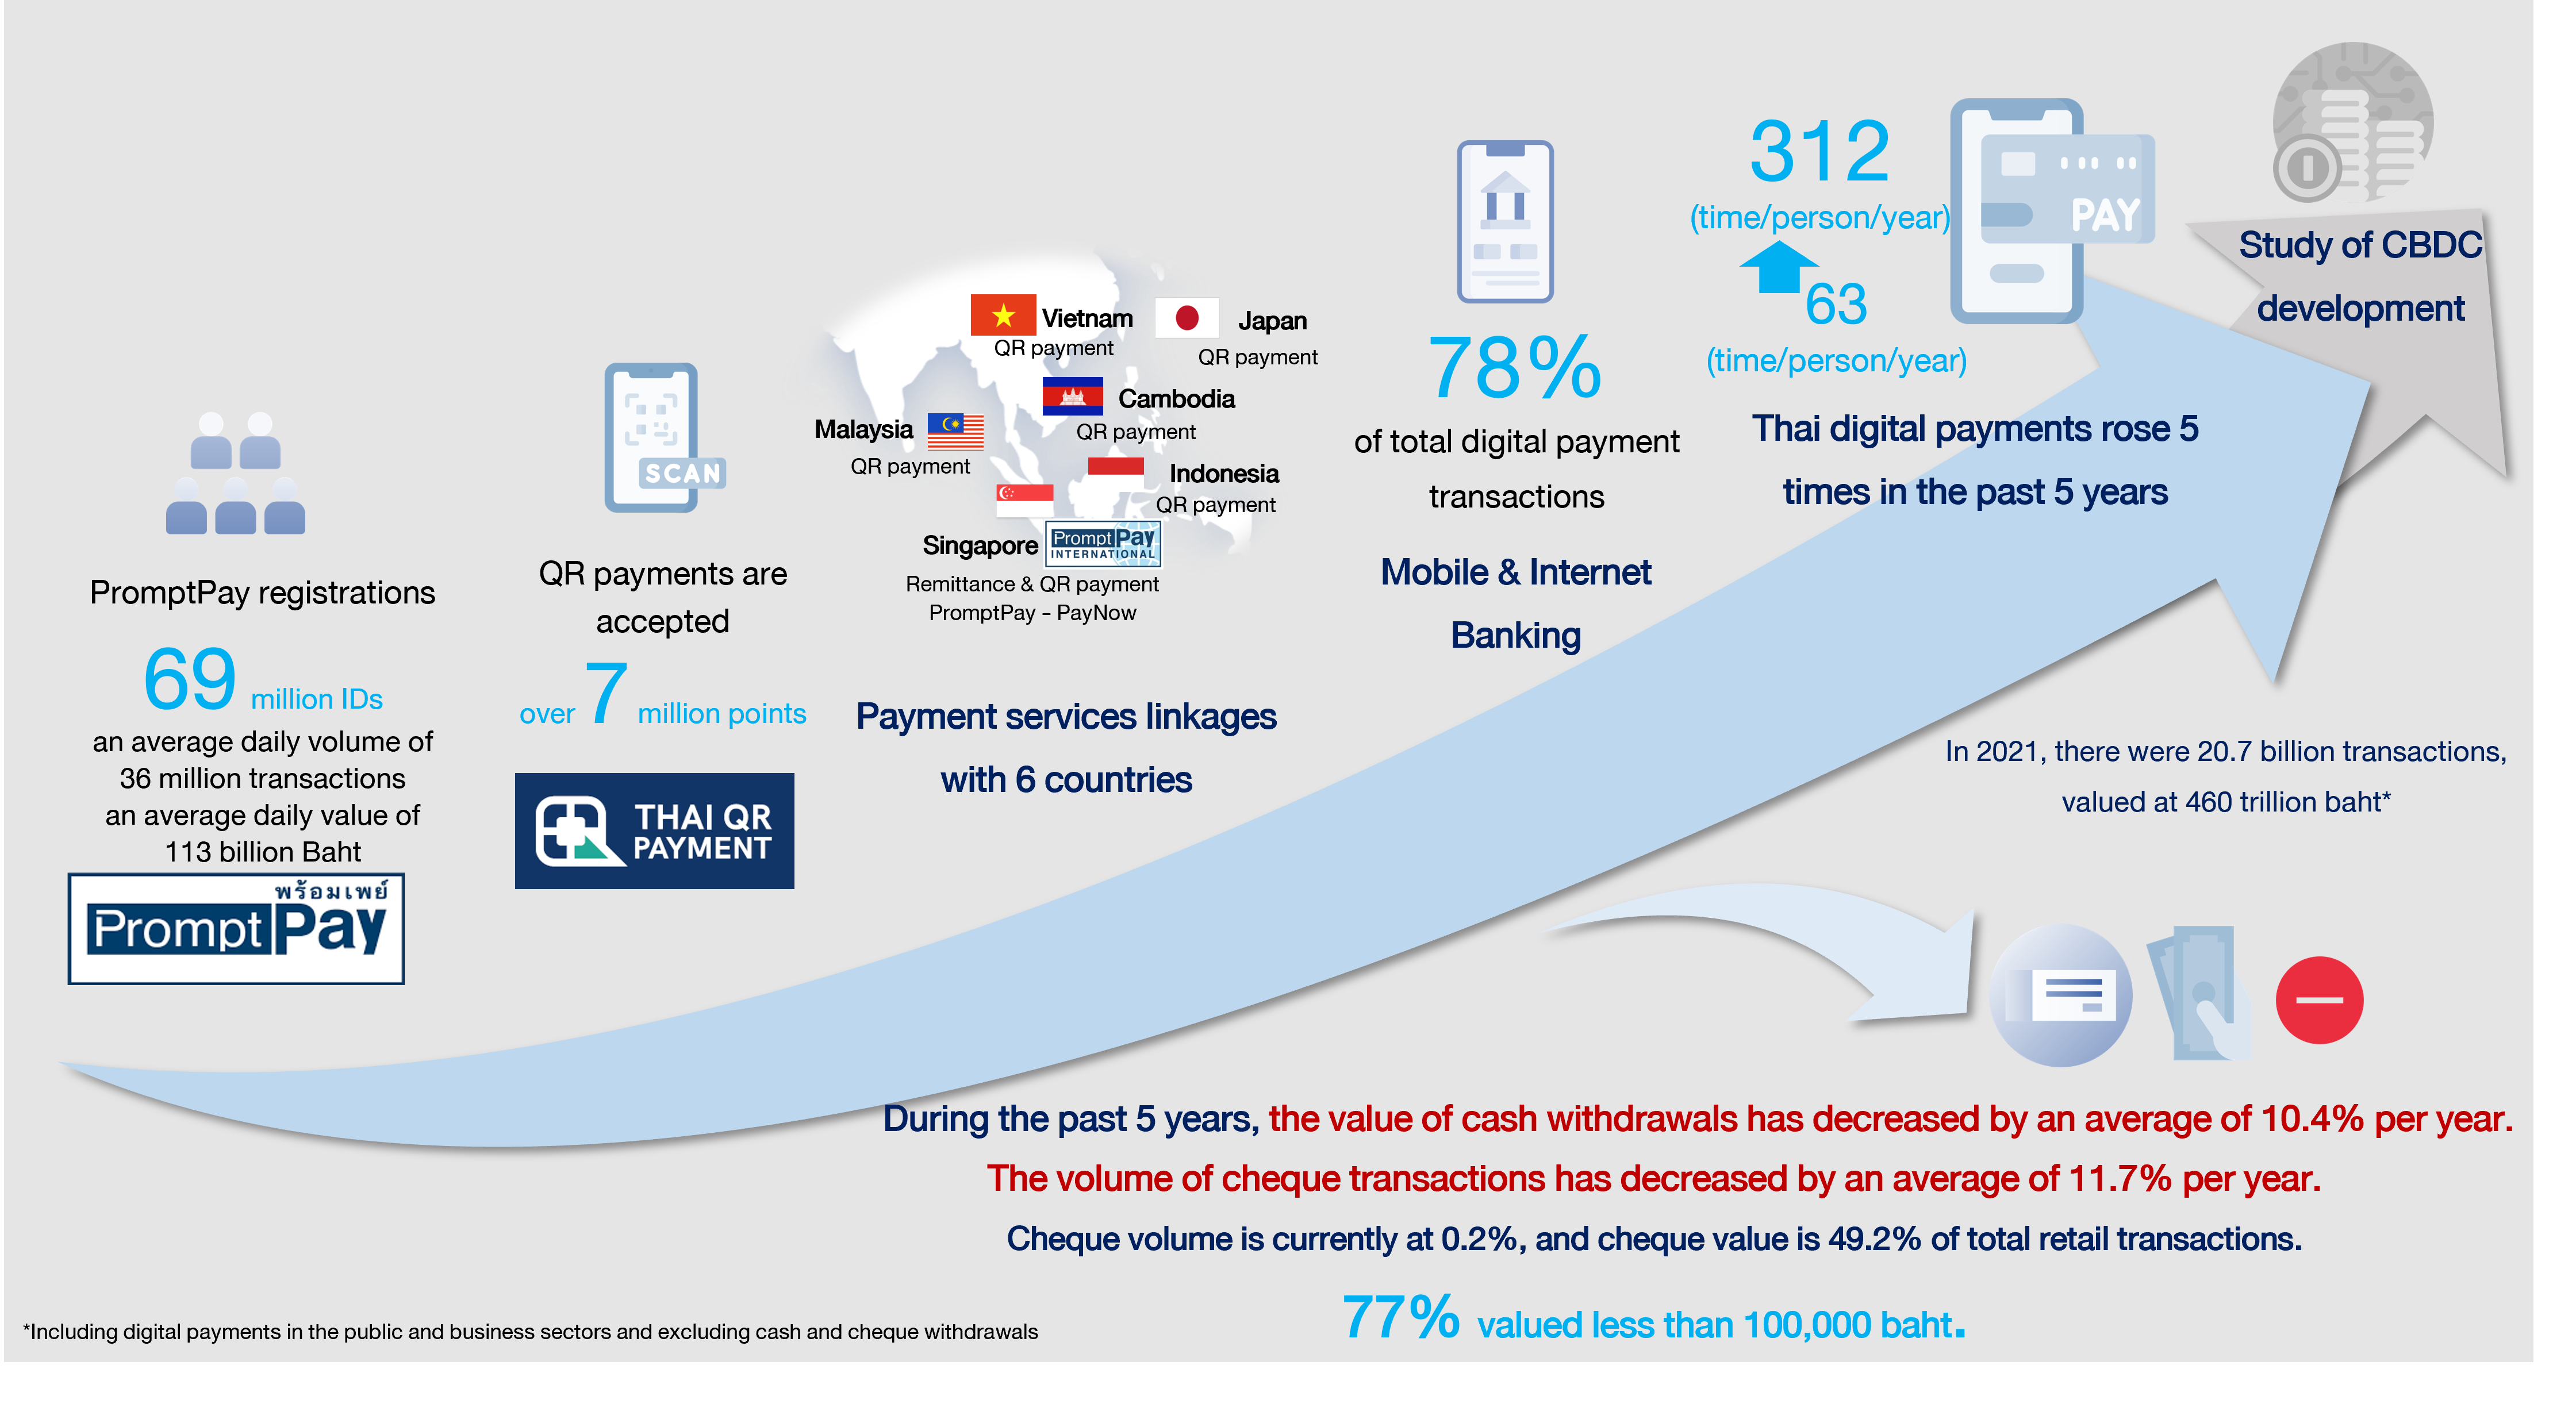 PromptPay registrations
69 million IDs
an average daily volume of
36 million transactions
an average daily value of
113 billion Baht
พร้อมเพย์
PromptPay
SCAN
QR payments are
accepted
over 7 million points
THAI QR
PAYMENT
Vietnam
QR payment
Japan
QR payment
Cambodia
QR payment
Malaysia
QR payment
Indonesia
QR payment
Singapore
PromptPay
INTERNATIONAL
Remittance & QR payment
PromptPay - PayNow
Payment services linkages
with 6 countries
78%
of total digital payment
transactions
Mobile & Internet
Banking
312
(time/person/year)
63
(time/person/year)
PAY
Thai digital payments rose 5
times in the past 5 years
Study of CBDC
development
In 2021, there were 20.7 billion transactions,
valued at 460 trillion baht*
During the past 5 years, the value of cash withdrawals has decreased by an average of 10.4% per year.
The volume of cheque transactions has decreased by an average of 11.7% per year.
Cheque volume is currently at 0.2%, and cheque value is 49.2% of total retail transactions.
77% valued less than 100,000 baht.
*Including digital payments in the public and business sectors and excluding cash and cheque withdrawals